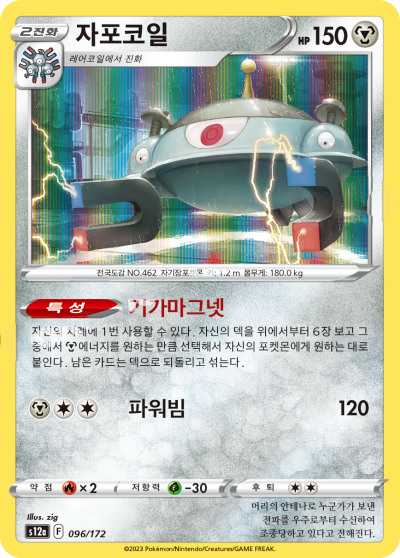 2진화
자포코일
HP 150
레어코일에서 진화
전국도감 NO.462 자기장포켓몬 키: 1.2 m 몸무게: 180.0 kg
특성 기가마그넷
자신의 차례에 1번 사용할 수 있다. 자신의 덱을 위에서부터 6장 보고 그
중에서 에너지를 원하는 만큼 선택해서 자신의 포켓몬에게 원하는 대로
붙인다. 남은 카드는 덱으로 되돌리고 섞는다.
파워빔 120
약점 ×2 저항력 -30 후퇴
Illus. zig
s12a F 096/172
머리의 안테나로 누군가가 보낸
전파를 우주로부터 수신하여
조종당하고 있다고 전해진다.
©2023 Pokémon/Nintendo/Creatures/GAME FREAK.